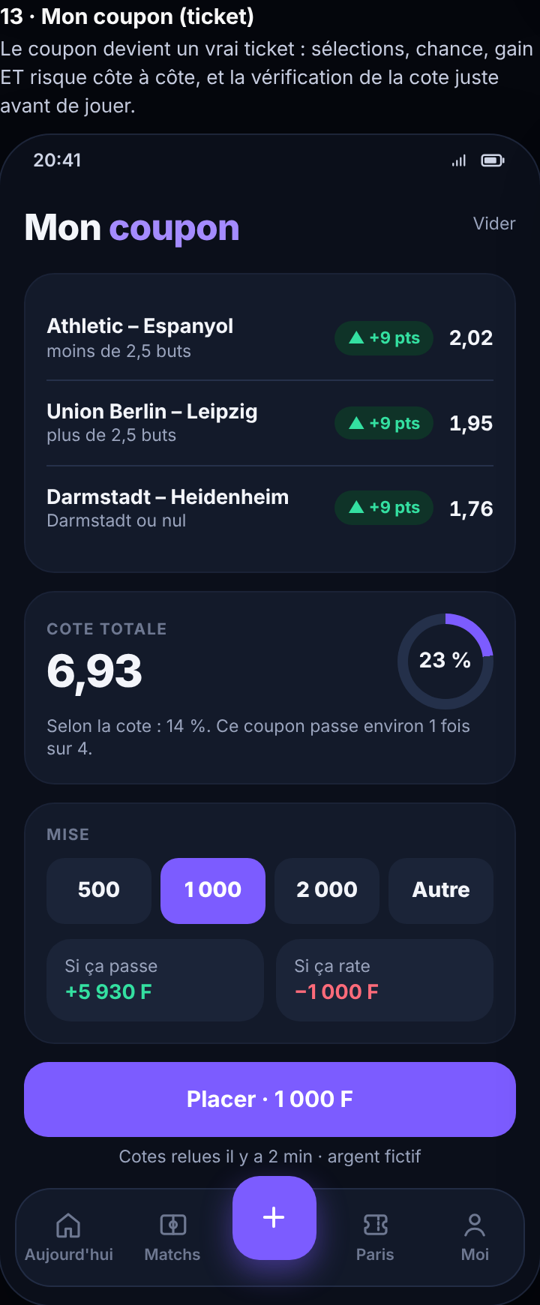 13 · Mon coupon (ticket)
Le coupon devient un vrai ticket : sélections, chance, gain
ET risque côte à côte, et la vérification de la cote juste
avant de jouer.
20:41
Mon coupon
Vider
Athletic – Espanyol
moins de 2,5 buts
▲ +9 pts
2,02
Union Berlin – Leipzig
plus de 2,5 buts
▲ +9 pts
1,95
Darmstadt – Heidenheim
Darmstadt ou nul
▲ +9 pts
1,76
COTE TOTALE
6,93
23 %
Selon la cote : 14 %. Ce coupon passe environ 1 fois
sur 4.
MISE
500
1 000
2 000
Autre
Si ça passe
+5 930 F
Si ça rate
−1 000 F
Placer · 1 000 F
Cotes relues il y a 2 min · argent fictif
+
Aujourd'hui
Matchs
Paris
Moi